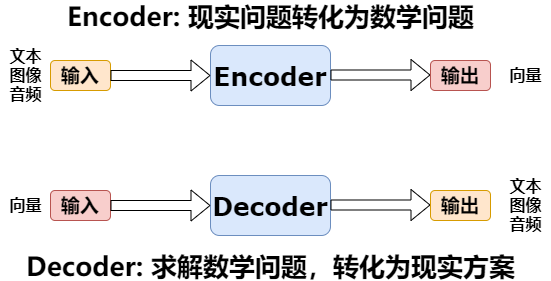 Encoder: 现实问题转化为数学问题
文本
图像
音频
输入
Encoder
输出
向量
向量
输入
Decoder
输出
文本
图像
音频
Decoder: 求解数学问题，转化为现实方案